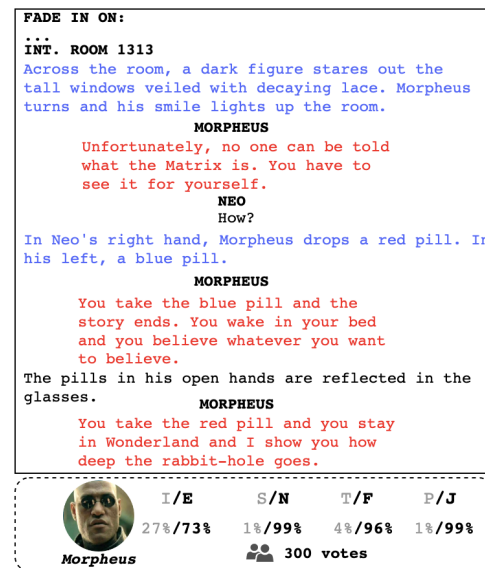 FADE IN ON:
...
INT. ROOM 1313
Across the room, a dark figure stares out the
tall windows veiled with decaying lace. Morpheus
turns and his smile lights up the room.
MORPHEUS
Unfortunately, no one can be told
what the Matrix is. You have to
see it for yourself.
NEO
How?
In Neo's right hand, Morpheus drops a red pill. In
his left, a blue pill.
MORPHEUS
You take the blue pill and the
story ends. You wake in your bed
and you believe whatever you want
to believe.
The pills in his open hands are reflected in the
glasses.
MORPHEUS
You take the red pill and you stay
in Wonderland and I show you how
deep the rabbit-hole goes.
I/E S/N T/F P/J
27%/73% 1%/99% 4%/96% 1%/99%
Morpheus
300 votes